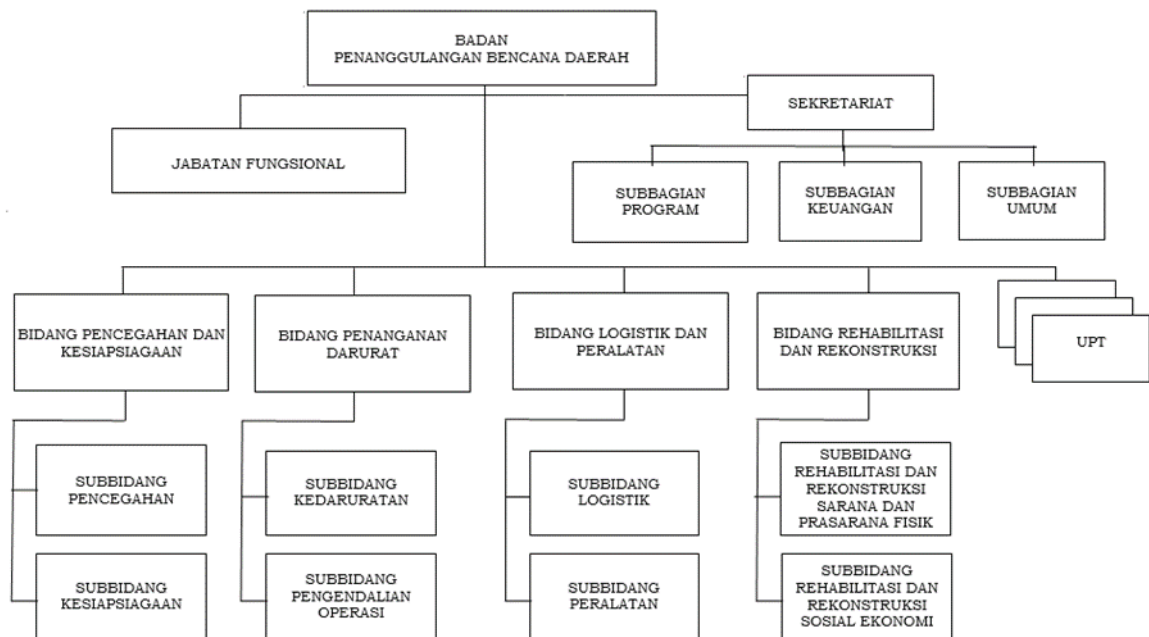 BADAN
PENANGGULANGAN BENCANA DAERAH
SEKRETARIAT
JABATAN FUNGSIONAL
SUBBAGIAN
PROGRAM
SUBBAGIAN
KEUANGAN
SUBBAGIAN
UMUM
BIDANG PENCEGAHAN DAN
KESIAPSIAGAAN
BIDANG PENANGANAN
DARURAT
BIDANG LOGISTIK DAN
PERALATAN
BIDANG REHABILITASI
DAN REKONSTRUKSI
UPT
SUBBIDANG
PENCEGAHAN
SUBBIDANG
KEDARURATAN
SUBBIDANG
LOGISTIK
SUBBIDANG
REHABILITASI DAN
REKONSTRUKSI
SARANA DAN
PRASARANA FISIK
SUBBIDANG
KESIAPSIAGAAN
SUBBIDANG
PENGENDALIAN
OPERASI
SUBBIDANG
PERALATAN
SUBBIDANG
REHABILITASI DAN
REKONSTRUKSI
SOSIAL EKONOMI